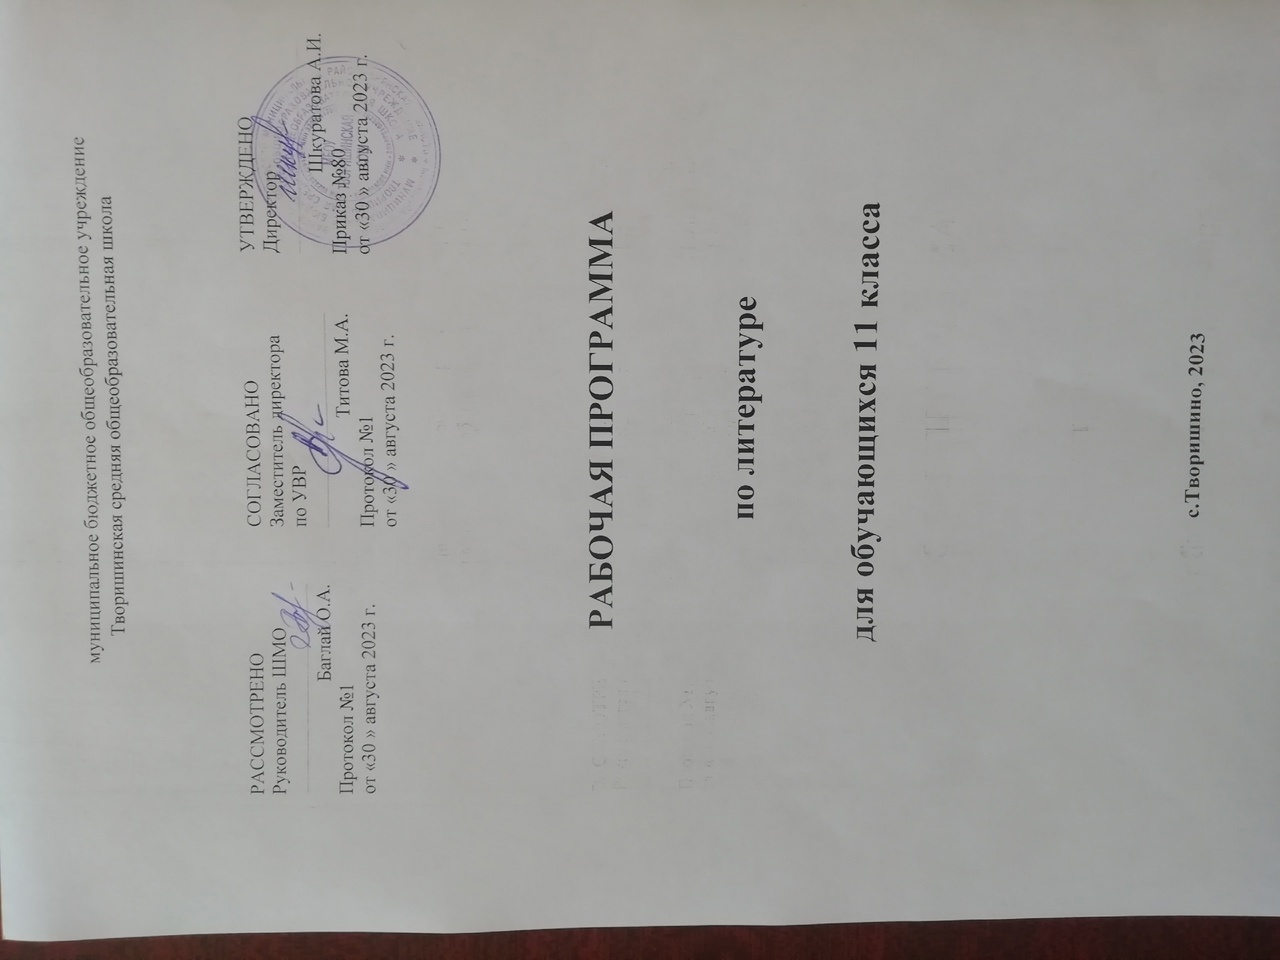 муниципальное бюджетное общеобразовательное учреждение
Творишинская средняя общеобразовательная школа
РАССМОТРЕНО
Руководитель ШМО
Баглай О.А.
Протокол №1
от «30 » августа 2023 г.
СОГЛАСОВАНО
Заместитель директора
по УВР
Титова М.А.
Протокол №1
от «30 » августа 2023 г.
УТВЕРЖДЕНО
Директор
Шкуратова А.И.
Приказ №80
от «30 » августа 2023 г.
РАБОЧАЯ ПРОГРАММА
по литературе
для обучающихся 11 класса
с.Творишино, 2023